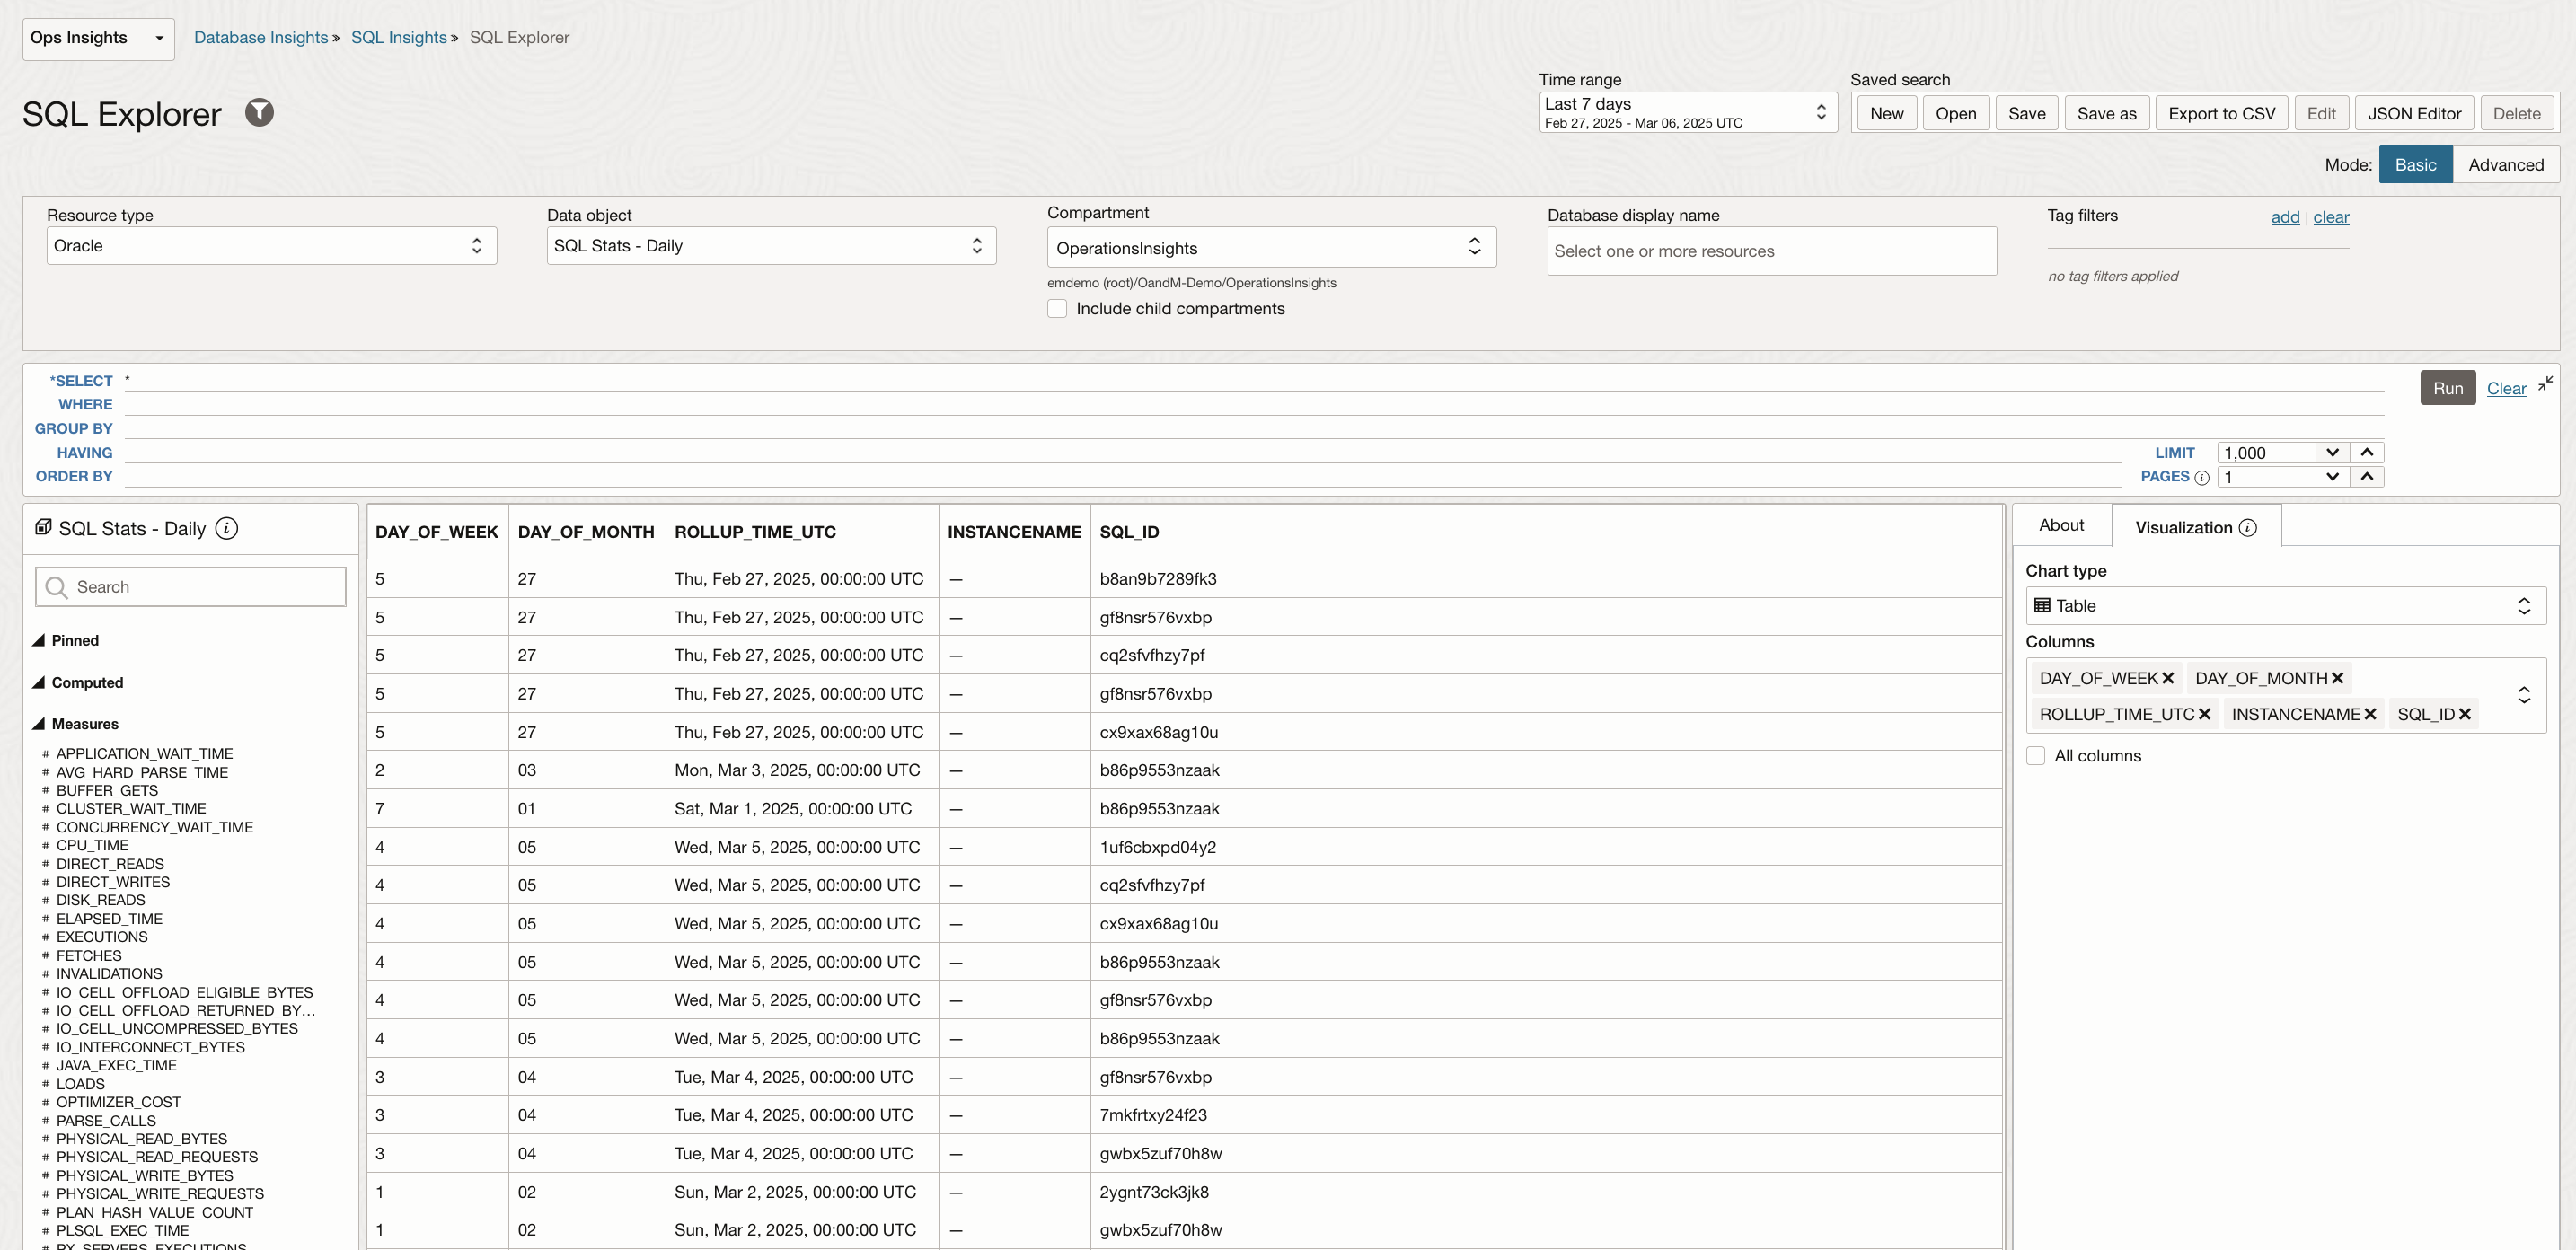 Ops Insights
Database Insights » SQL Insights » SQL Explorer
SQL Explorer
Time range
Last 7 days
Feb 27, 2025 - Mar 06, 2025 UTC
Saved search
New Open Save Save as Export to CSV Edit JSON Editor Delete
Mode: Basic Advanced
Resource type
Oracle
Data object
SQL Stats - Daily
Compartment
OperationsInsights
emdemo (root)/OandM-Demo/OperationsInsights
Include child compartments
Database display name
Select one or more resources
Tag filters add | clear
no tag filters applied
*SELECT *
WHERE
GROUP BY
HAVING
ORDER BY
LIMIT 1,000
PAGES 1
Run Clear
SQL Stats - Daily
Search
Pinned
Computed
Measures
# APPLICATION_WAIT_TIME
# AVG_HARD_PARSE_TIME
# BUFFER_GETS
# CLUSTER_WAIT_TIME
# CONCURRENCY_WAIT_TIME
# CPU_TIME
# DIRECT_READS
# DIRECT_WRITES
# DISK_READS
# ELAPSED_TIME
# EXECUTIONS
# FETCHES
# INVALIDATIONS
# IO_CELL_OFFLOAD_ELIGIBLE_BYTES
# IO_CELL_OFFLOAD_RETURNED_BY...
# IO_CELL_UNCOMPRESSED_BYTES
# IO_INTERCONNECT_BYTES
# JAVA_EXEC_TIME
# LOADS
# OPTIMIZER_COST
# PARSE_CALLS
# PHYSICAL_READ_BYTES
# PHYSICAL_READ_REQUESTS
# PHYSICAL_WRITE_BYTES
# PHYSICAL_WRITE_REQUESTS
# PLAN_HASH_VALUE_COUNT
# PLSQL_EXEC_TIME
# PX_SERVERS_EXECUTIONS
DAY_OF_WEEK DAY_OF_MONTH ROLLUP_TIME_UTC INSTANCENAME SQL_ID
5 27 Thu, Feb 27, 2025, 00:00:00 UTC — b8an9b7289fk3
5 27 Thu, Feb 27, 2025, 00:00:00 UTC — gf8nsr576vxbp
5 27 Thu, Feb 27, 2025, 00:00:00 UTC — cq2sfvfhzy7pf
5 27 Thu, Feb 27, 2025, 00:00:00 UTC — gf8nsr576vxbp
5 27 Thu, Feb 27, 2025, 00:00:00 UTC — cx9xax68ag10u
2 03 Mon, Mar 3, 2025, 00:00:00 UTC — b86p9553nzaak
7 01 Sat, Mar 1, 2025, 00:00:00 UTC — b86p9553nzaak
4 05 Wed, Mar 5, 2025, 00:00:00 UTC — 1uf6cbxpd04y2
4 05 Wed, Mar 5, 2025, 00:00:00 UTC — cq2sfvfhzy7pf
4 05 Wed, Mar 5, 2025, 00:00:00 UTC — cx9xax68ag10u
4 05 Wed, Mar 5, 2025, 00:00:00 UTC — b86p9553nzaak
4 05 Wed, Mar 5, 2025, 00:00:00 UTC — gf8nsr576vxbp
4 05 Wed, Mar 5, 2025, 00:00:00 UTC — b86p9553nzaak
3 04 Tue, Mar 4, 2025, 00:00:00 UTC — gf8nsr576vxbp
3 04 Tue, Mar 4, 2025, 00:00:00 UTC — 7mkfrtxy24f23
3 04 Tue, Mar 4, 2025, 00:00:00 UTC — gwbx5zuf70h8w
1 02 Sun, Mar 2, 2025, 00:00:00 UTC — 2ygnt73ck3jk8
1 02 Sun, Mar 2, 2025, 00:00:00 UTC — gwbx5zuf70h8w
About Visualization
Chart type
Table
Columns
DAY_OF_WEEK DAY_OF_MONTH
ROLLUP_TIME_UTC INSTANCENAME SQL_ID
All columns